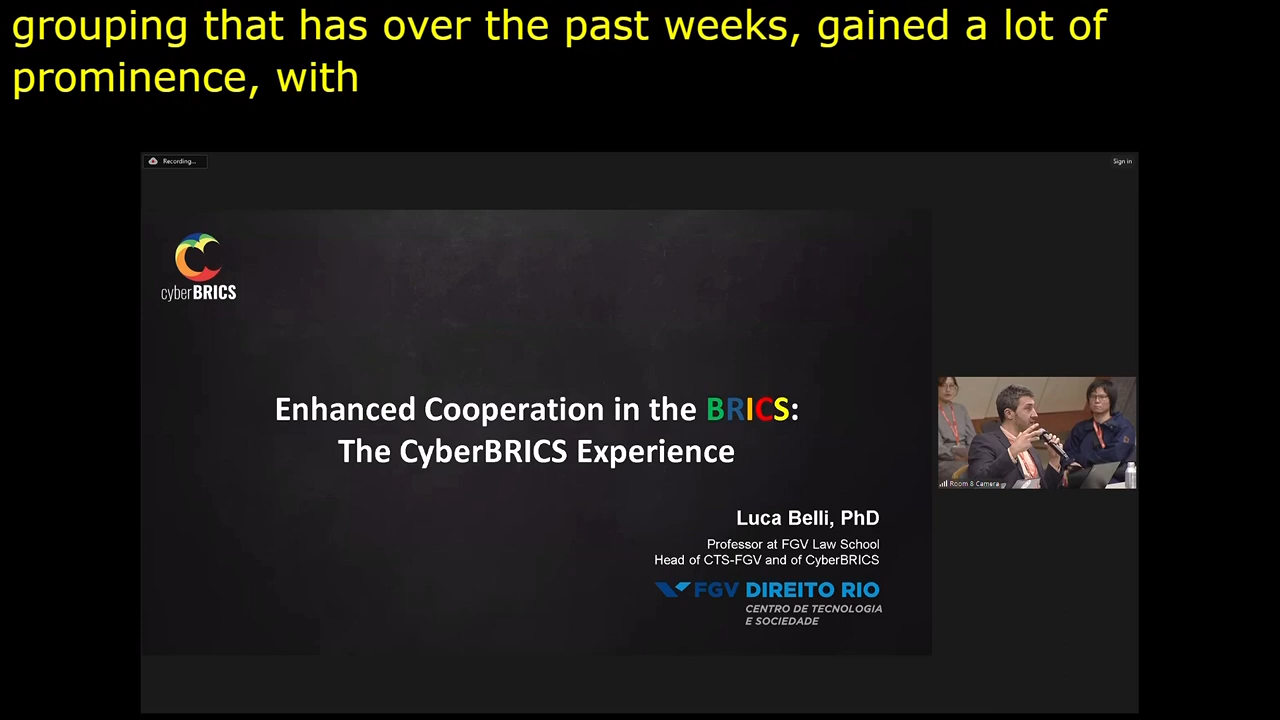 grouping that has over the past weeks, gained a lot of
prominence, with
Recording...
Sign in
cyberBRICS
Enhanced Cooperation in the BRICS:
The CyberBRICS Experience
Room 8 Camera
Luca Belli, PhD
Professor at FGV Law School
Head of CTS-FGV and of CyberBRICS
FGV DIREITO RIO
CENTRO DE TECNOLOGIA
E SOCIEDADE